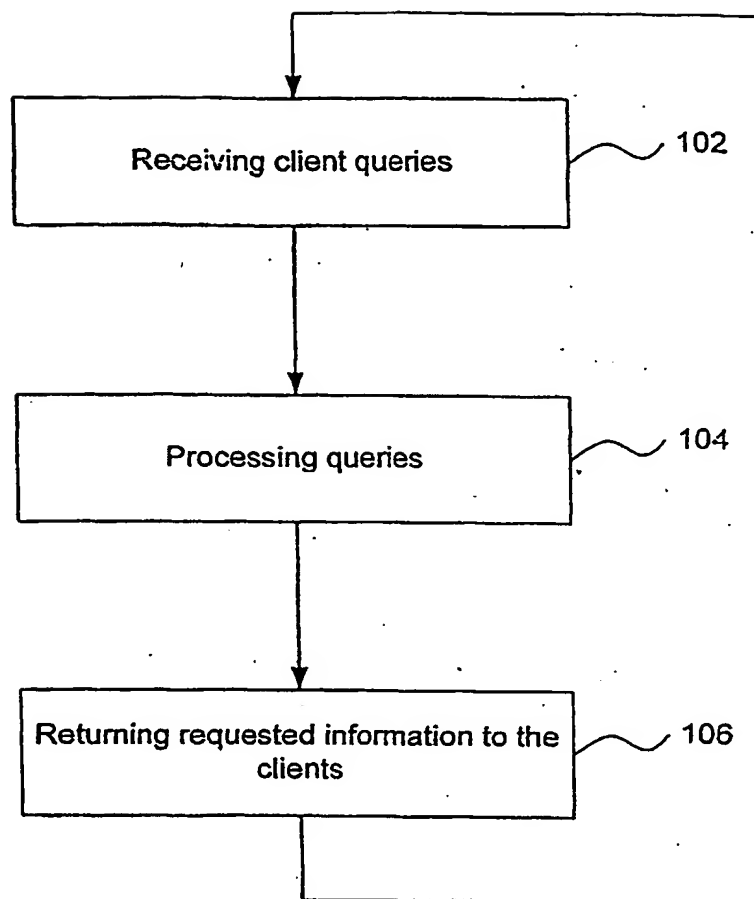 Receiving client queries
102
Processing queries
104
Returning requested information to the
clients
106